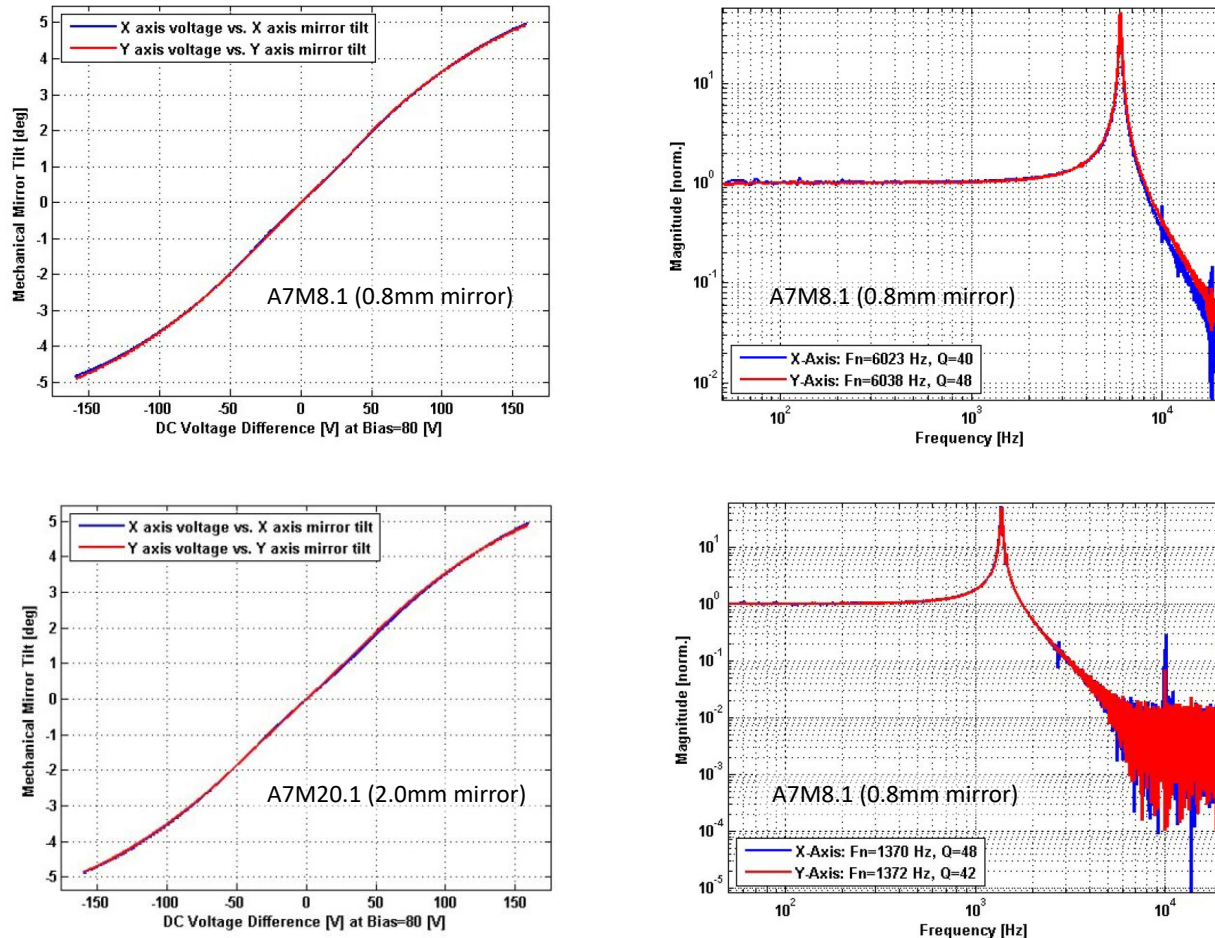 X axis voltage vs. X axis mirror tilt
Y axis voltage vs. Y axis mirror tilt
5
4
3
2
1
0
-1
-2
-3
-4
-5
Mechanical Mirror Tilt [deg]
A7M8.1 (0.8mm mirror)
-150 -100 -50 0 50 100 150
DC Voltage Difference [V] at Bias=80 [V]
10^1
10^0
10^-1
10^-2
Magnitude [norm.]
A7M8.1 (0.8mm mirror)
X-Axis: Fn=6023 Hz, Q=40
Y-Axis: Fn=6038 Hz, Q=48
10^2 10^3 10^4
Frequency [Hz]
X axis voltage vs. X axis mirror tilt
Y axis voltage vs. Y axis mirror tilt
5
4
3
2
1
0
-1
-2
-3
-4
-5
Mechanical Mirror Tilt [deg]
A7M20.1 (2.0mm mirror)
-150 -100 -50 0 50 100 150
DC Voltage Difference [V] at Bias=80 [V]
10^1
10^0
10^-1
10^-2
10^-3
10^-4
10^-5
Magnitude [norm.]
A7M8.1 (0.8mm mirror)
X-Axis: Fn=1370 Hz, Q=48
Y-Axis: Fn=1372 Hz, Q=42
10^2 10^3 10^4
Frequency [Hz]